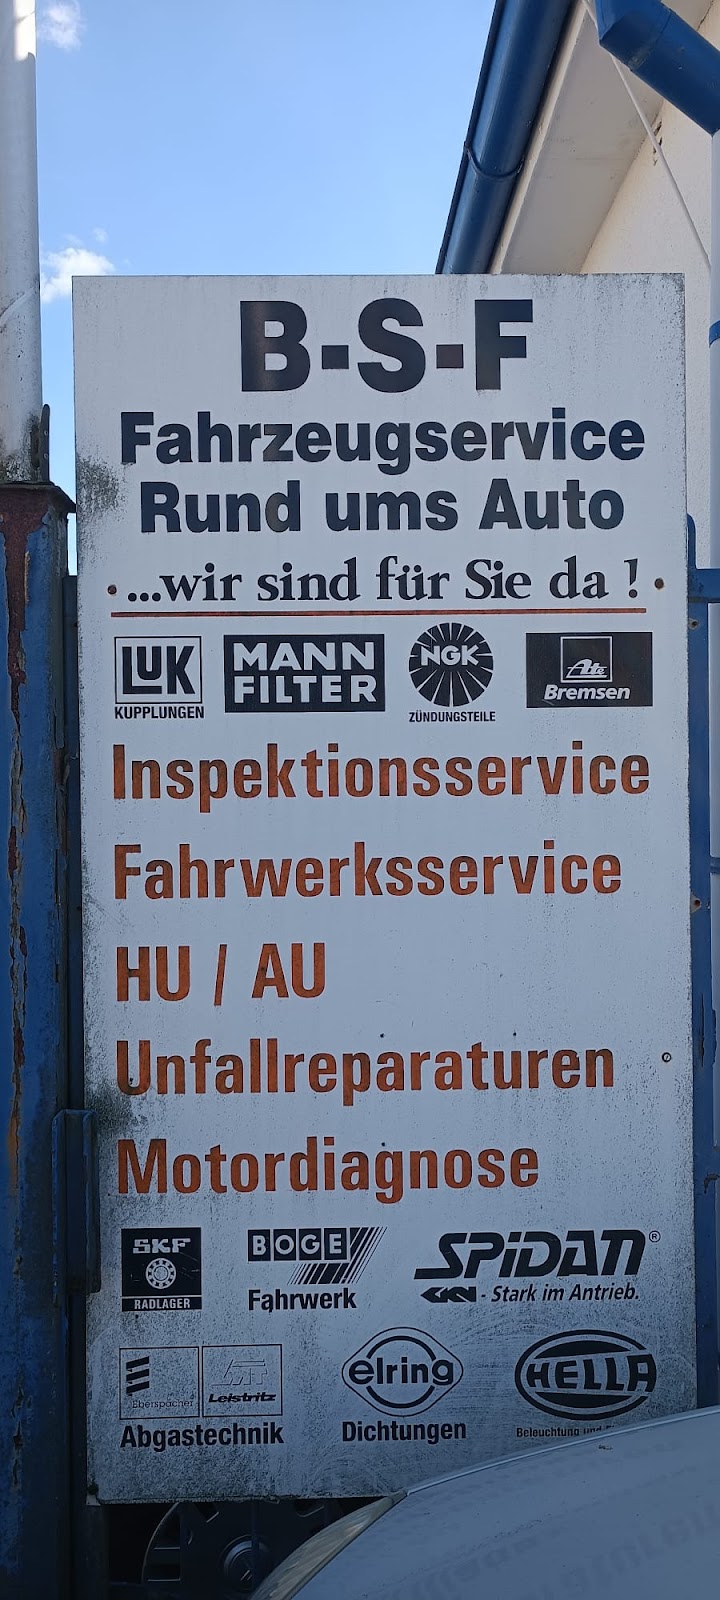 B-S-F
Fahrzeugservice
Rund ums Auto
...wir sind für Sie da !
LuK MANN FILTER NGK Ate Bremsen
KUPPLUNGEN ZÜNDUNGSTEILE
Inspektionsservice
Fahrwerksservice
HU / AU
Unfallreparaturen
Motordiagnose
SKF BOGE SPiDAN®
RADLAGER Fahrwerk GKN - Stark im Antrieb.
Eberspächer Leistritz elring HELLA
Abgastechnik Dichtungen Beleuchtung und